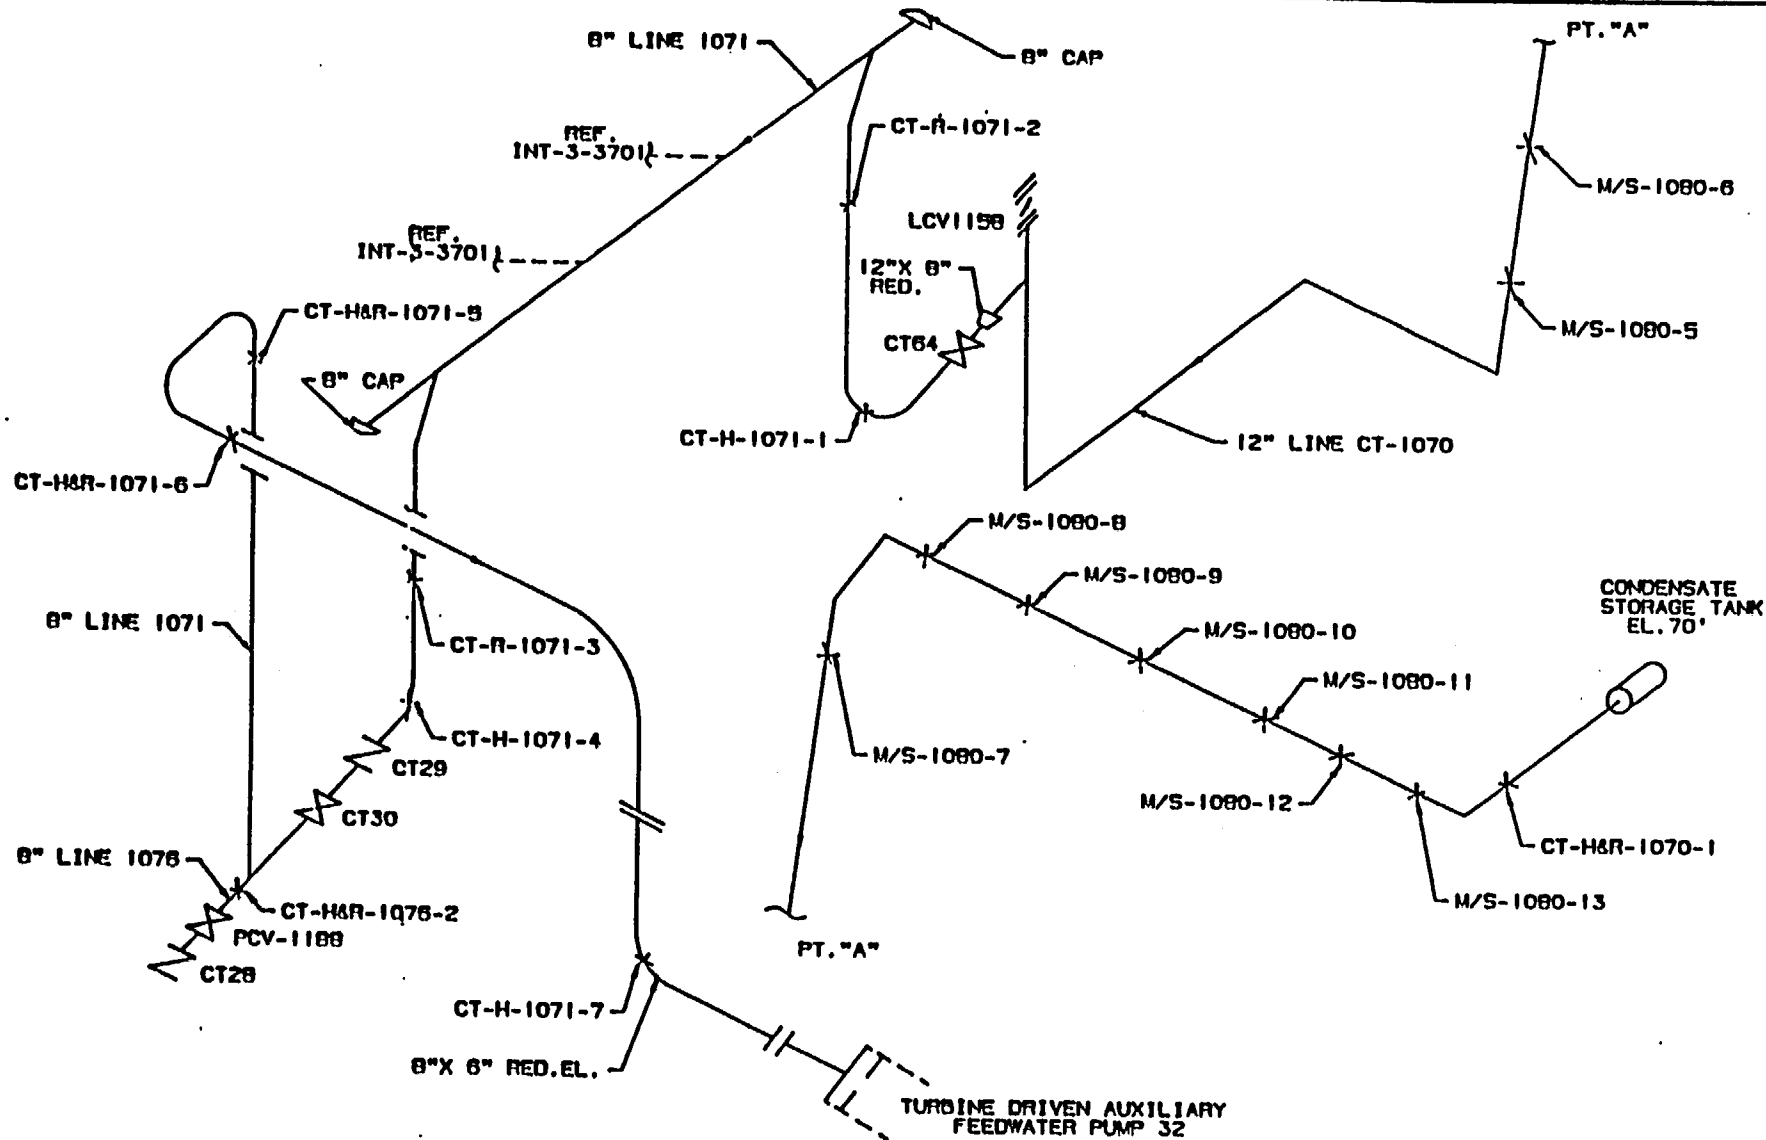 8" LINE 1071
8" CAP
PT. "A"
REF.
INT-3-3701
CT-R-1071-2
M/S-1080-6
LCV1158
REF.
INT-3-3701
12"X 8"
RED.
CT-H&R-1071-5
CT64
M/S-1080-5
8" CAP
CT-H-1071-1
12" LINE CT-1070
CT-H&R-1071-6
M/S-1080-8
M/S-1080-9
CONDENSATE
STORAGE TANK
EL. 70'
8" LINE 1071
M/S-1080-10
CT-R-1071-3
M/S-1080-11
CT-H-1071-4
M/S-1080-7
CT29
M/S-1080-12
CT30
CT-H&R-1070-1
8" LINE 1076
M/S-1080-13
CT-H&R-1076-2
PCV-1188
PT. "A"
CT28
CT-H-1071-7
8"X 6" RED.EL.
TURBINE DRIVEN AUXILIARY
FEEDWATER PUMP 32